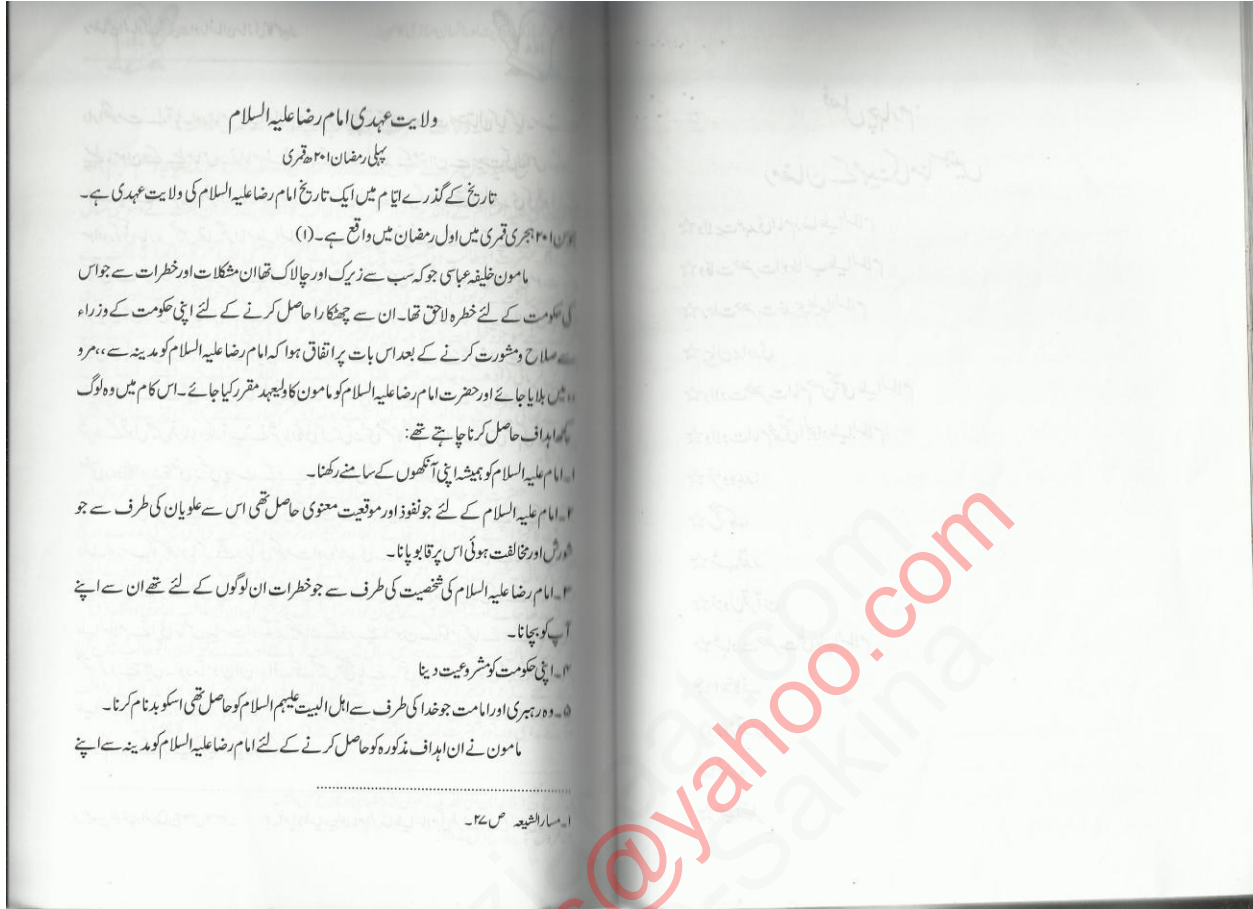 ولایت عہدی امام رضا علیہ السلام
پہلی رمضان ۲۰۱ھ قمری
تاریخ کے گذرے ایّام میں ایک تاریخ امام رضا علیہ السلام کی ولایت عہدی ہے۔
۲۰۱ ہجری قمری میں اول رمضان میں واقع ہے۔(۱)
مامون خلیفہ عباسی جو کہ سب سے زیرک اور چالاک تھا ان مشکلات اور خطرات سے جو اس
کی حکومت کے لئے خطرہ لاحق تھا۔ ان سے چھٹکارا حاصل کرنے کے لئے اپنی حکومت کے وزراء
سے صلاح ومشورت کرنے کے بعد اس بات پر اتفاق ہوا کہ امام رضا علیہ السلام کو مدینہ سے ،،مرو
،،میں بلایا جائے اور حضرت امام رضا علیہ السلام کو مامون کا ولیعہد مقرر کیا جائے۔ اس کام میں وہ لوگ
کچھ اہداف حاصل کرنا چاہتے تھے:
۱۔امام علیہ السلام کو ہمیشہ اپنی آنکھوں کے سامنے رکھنا۔
۲۔امام علیہ السلام کے لئے جو نفوذ اور موقعیت معنوی حاصل تھی اس سے علویان کی طرف سے جو
شورش اور مخالفت ہوئی اس پر قابو پانا۔
۳۔امام رضا علیہ السلام کی شخصیت کی طرف سے جو خطرات ان لوگوں کے لئے تھے ان سے اپنے
آپ کو بچانا۔
۴۔اپنی حکومت کو مشروعیت دینا
۵۔وہ رہبری اور امامت جو خدا کی طرف سے اہل البیت علیہم السلام کو حاصل تھی اسکو بدنام کرنا۔
مامون نے ان اہداف مذکورہ کو حاصل کرنے کے لئے امام رضا علیہ السلام کو مدینہ سے اپنے
۱۔مسار الشیعہ ص ۲۷۔
@yahoo.com
Sakina